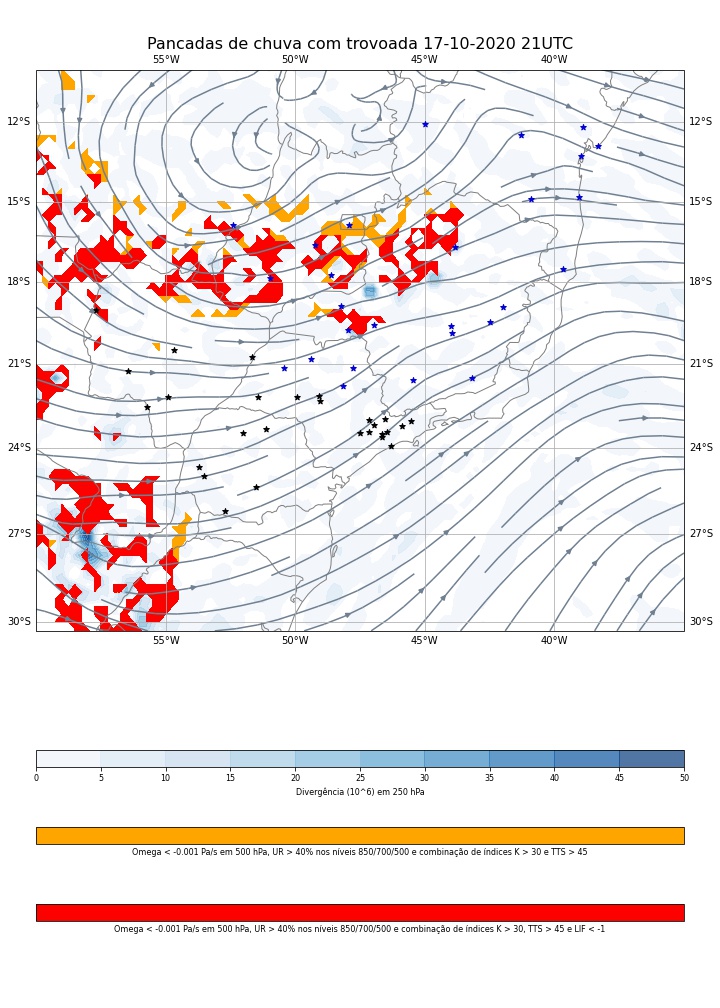 Pancadas de chuva com trovoada 17-10-2020 21UTC
55°W 50°W 45°W 40°W
12°S 12°S
15°S 15°S
18°S 18°S
21°S 21°S
24°S 24°S
27°S 27°S
30°S 30°S
55°W 50°W 45°W 40°W
0 5 10 15 20 25 30 35 40 45 50
Divergência (10^6) em 250 hPa
Omega < -0.001 Pa/s em 500 hPa, UR > 40% nos níveis 850/700/500 e combinação de índices K > 30 e TTS > 45
Omega < -0.001 Pa/s em 500 hPa, UR > 40% nos níveis 850/700/500 e combinação de índices K > 30, TTS > 45 e LIF < -1